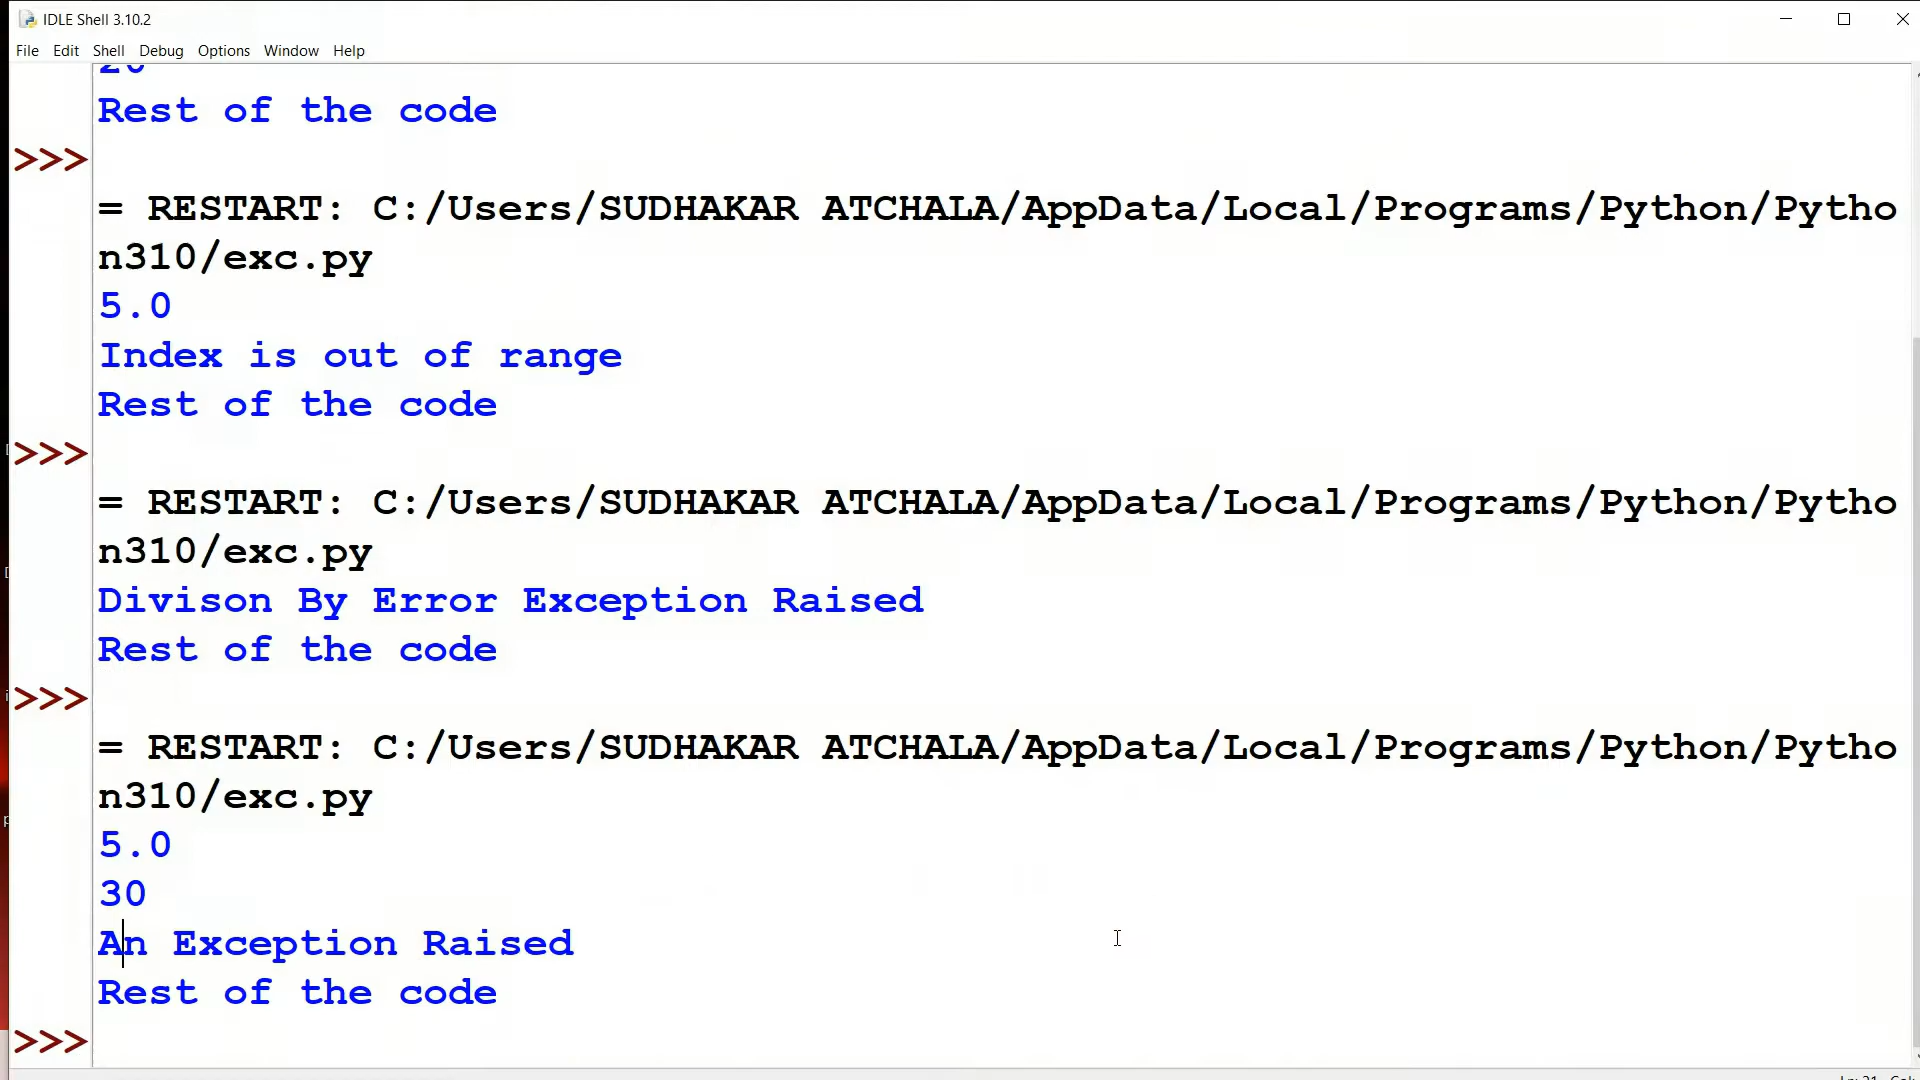 IDLE Shell 3.10.2
File Edit Shell Debug Options Window Help
20
Rest of the code
>>>
= RESTART: C:/Users/SUDHAKAR ATCHALA/AppData/Local/Programs/Python/Pytho
n310/exc.py
5.0
Index is out of range
Rest of the code
>>>
= RESTART: C:/Users/SUDHAKAR ATCHALA/AppData/Local/Programs/Python/Pytho
n310/exc.py
Divison By Error Exception Raised
Rest of the code
>>>
= RESTART: C:/Users/SUDHAKAR ATCHALA/AppData/Local/Programs/Python/Pytho
n310/exc.py
5.0
30
An Exception Raised
Rest of the code
>>>